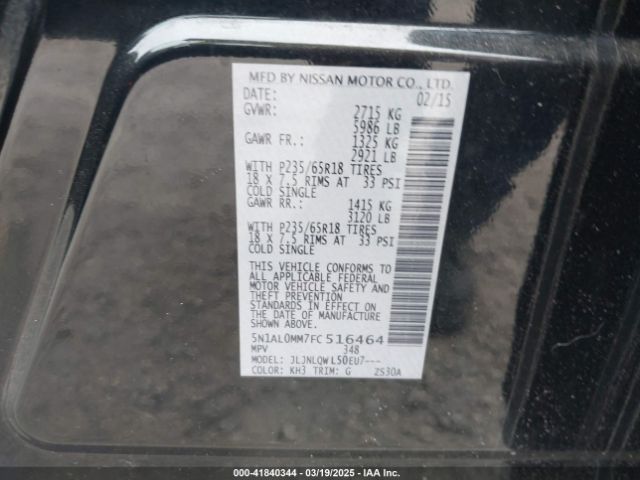 MFD BY NISSAN MOTOR CO., LTD.
DATE: 02/15
GVWR: 2715 KG
5986 LB
GAWR FR.: 1325 KG
2921 LB
WITH P235/65R18 TIRES
18 X 7.5 RIMS AT 33 PSI
COLD SINGLE
GAWR RR.: 1415 KG
3120 LB
WITH P235/65R18 TIRES
18 X 7.5 RIMS AT 33 PSI
COLD SINGLE
THIS VEHICLE CONFORMS TO
ALL APPLICABLE FEDERAL
MOTOR VEHICLE SAFETY AND
THEFT PREVENTION
STANDARDS IN EFFECT ON
THE DATE OF MANUFACTURE
SHOWN ABOVE.
5N1AL0MM7FC516464
MPV 348
MODEL: JLJNLQWL50EU7---
COLOR: KH3 TRIM: G 2S30A
000-41840344 — 03/19/2025 — IAA Inc.